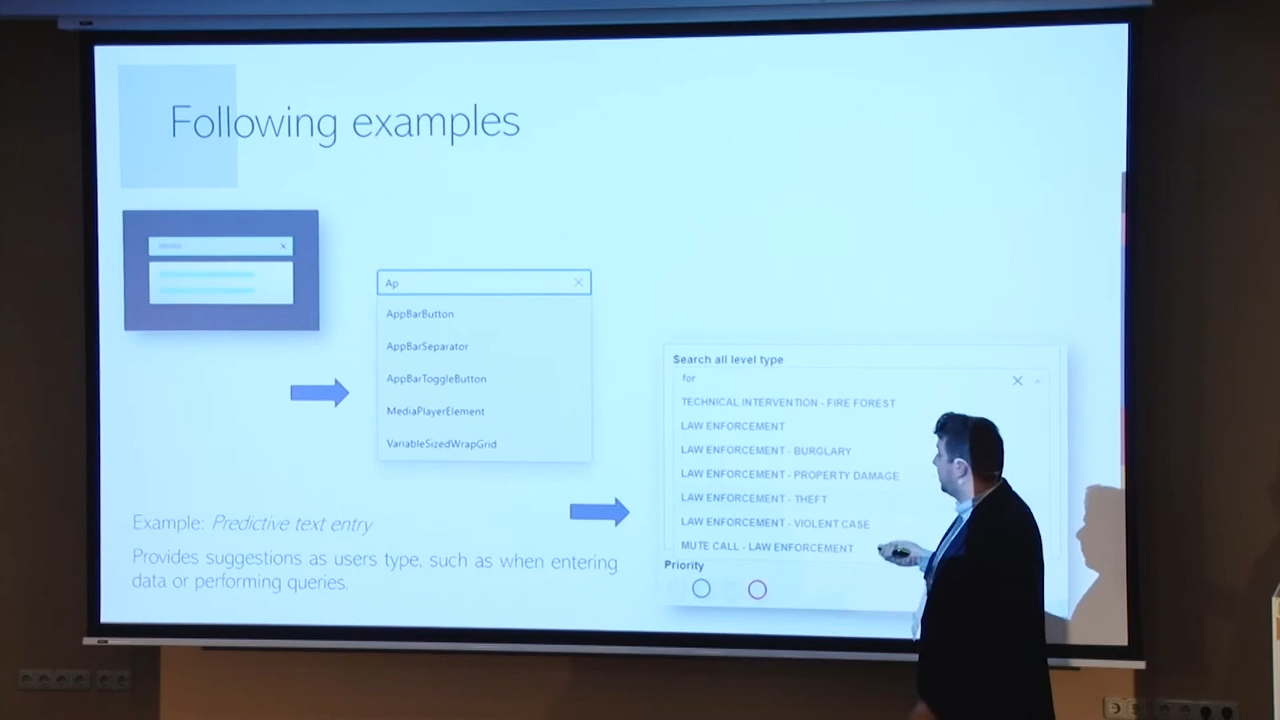 Following examples
Ap
AppBarButton
AppBarSeparator
AppBarToggleButton
MediaPlayerElement
VariableSizedWrapGrid
Search all level type
for
TECHNICAL INTERVENTION - FIRE FOREST
LAW ENFORCEMENT
LAW ENFORCEMENT - BURGLARY
LAW ENFORCEMENT - PROPERTY DAMAGE
LAW ENFORCEMENT - THEFT
LAW ENFORCEMENT - VIOLENT CASE
MUTE CALL - LAW ENFORCEMENT
Priority
Example: Predictive text entry
Provides suggestions as users type, such as when entering
data or performing queries.